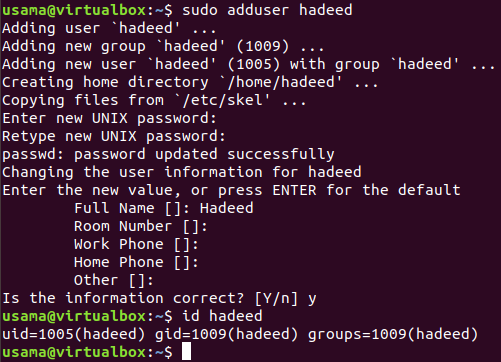 usama@virtualbox:~$ sudo adduser hadeed
Adding user `hadeed' ...
Adding new group `hadeed' (1009) ...
Adding new user `hadeed' (1005) with group `hadeed' ...
Creating home directory `/home/hadeed' ...
Copying files from `/etc/skel' ...
Enter new UNIX password:
Retype new UNIX password:
passwd: password updated successfully
Changing the user information for hadeed
Enter the new value, or press ENTER for the default
        Full Name []: Hadeed
        Room Number []:
        Work Phone []:
        Home Phone []:
        Other []:
Is the information correct? [Y/n] y
usama@virtualbox:~$ id hadeed
uid=1005(hadeed) gid=1009(hadeed) groups=1009(hadeed)
usama@virtualbox:~$